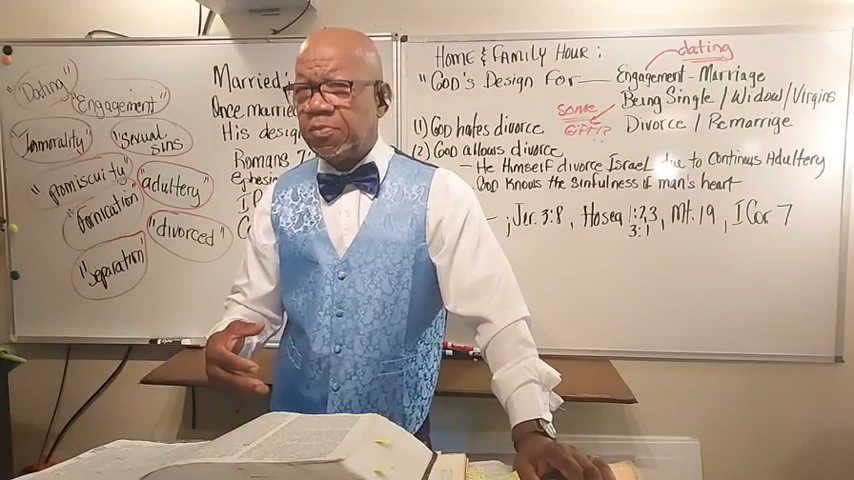 "Dating"
"Engagement"
"Immorality"
"Sexual sins
"promiscuity"
"adultery"
"Fornication
"divorced"
"separation"
Married:
Once married
His design
Romans 7
Ephesi
HOME & FAMILY HOUR:
"GOD'S DESIGN FOR
dating
Engagement - Marriage
Being Single / Widow / Virgins
Divorce / Remarriage
Some
GIFT!?
(1) GOD hates divorce
(2) GOD allows divorce
- He Himself divorce Israel due to Continuous Adultery
GOD Knows the sinfulness of man's heart
; Jer. 3:8, Hosea 1:2,3, Mt. 19, I Cor 7
3:1